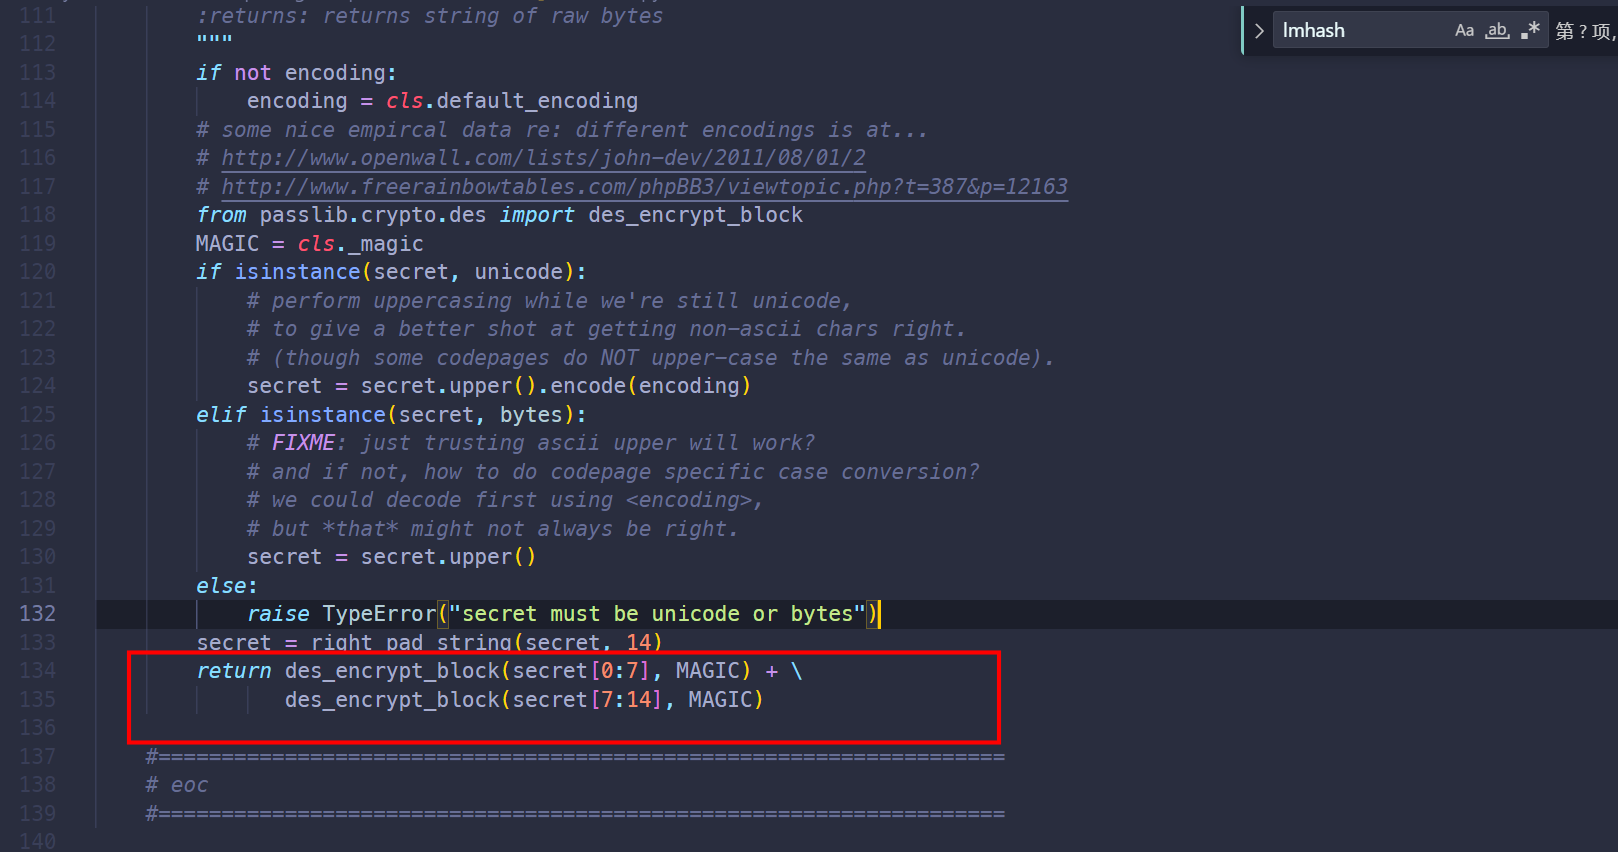 111 :returns: returns string of raw bytes
112 """
113 if not encoding:
114 encoding = cls.default_encoding
115 # some nice empircal data re: different encodings is at...
116 # http://www.openwall.com/lists/john-dev/2011/08/01/2
117 # http://www.freerainbowtables.com/phpBB3/viewtopic.php?t=387&p=12163
118 from passlib.crypto.des import des_encrypt_block
119 MAGIC = cls._magic
120 if isinstance(secret, unicode):
121 # perform uppercasing while we're still unicode,
122 # to give a better shot at getting non-ascii chars right.
123 # (though some codepages do NOT upper-case the same as unicode).
124 secret = secret.upper().encode(encoding)
125 elif isinstance(secret, bytes):
126 # FIXME: just trusting ascii upper will work?
127 # and if not, how to do codepage specific case conversion?
128 # we could decode first using <encoding>,
129 # but *that* might not always be right.
130 secret = secret.upper()
131 else:
132 raise TypeError("secret must be unicode or bytes")
133 secret = right_pad_string(secret, 14)
134 return des_encrypt_block(secret[0:7], MAGIC) + \
135 des_encrypt_block(secret[7:14], MAGIC)
136
137 #===================================================================
138 # eoc
139 #===================================================================
140
lmhash Aa ab .* 第 ? 项,